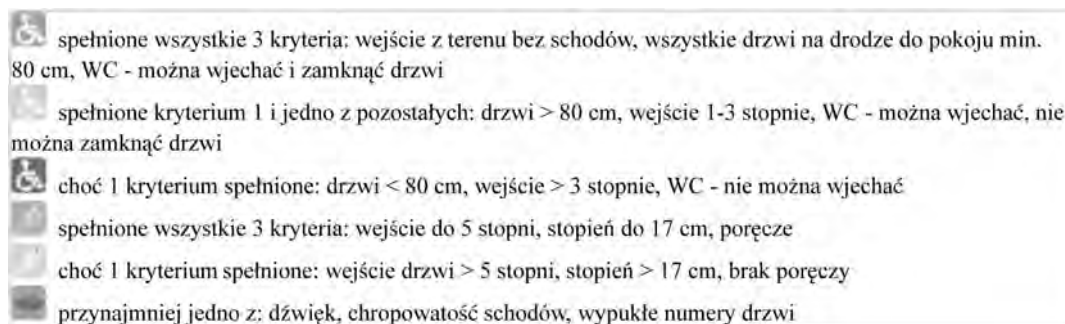 spełnione wszystkie 3 kryteria: wejście z terenu bez schodów, wszystkie drzwi na drodze do pokoju min.
80 cm, WC - można wjechać i zamknąć drzwi
spełnione kryterium 1 i jedno z pozostałych: drzwi > 80 cm, wejście 1-3 stopnie, WC - można wjechać, nie
można zamknąć drzwi
choć 1 kryterium spełnione: drzwi < 80 cm, wejście > 3 stopnie, WC - nie można wjechać
spełnione wszystkie 3 kryteria: wejście do 5 stopni, stopień do 17 cm, poręcze
choć 1 kryterium spełnione: wejście drzwi > 5 stopni, stopień > 17 cm, brak poręczy
przynajmniej jedno z: dźwięk, chropowatość schodów, wypukłe numery drzwi